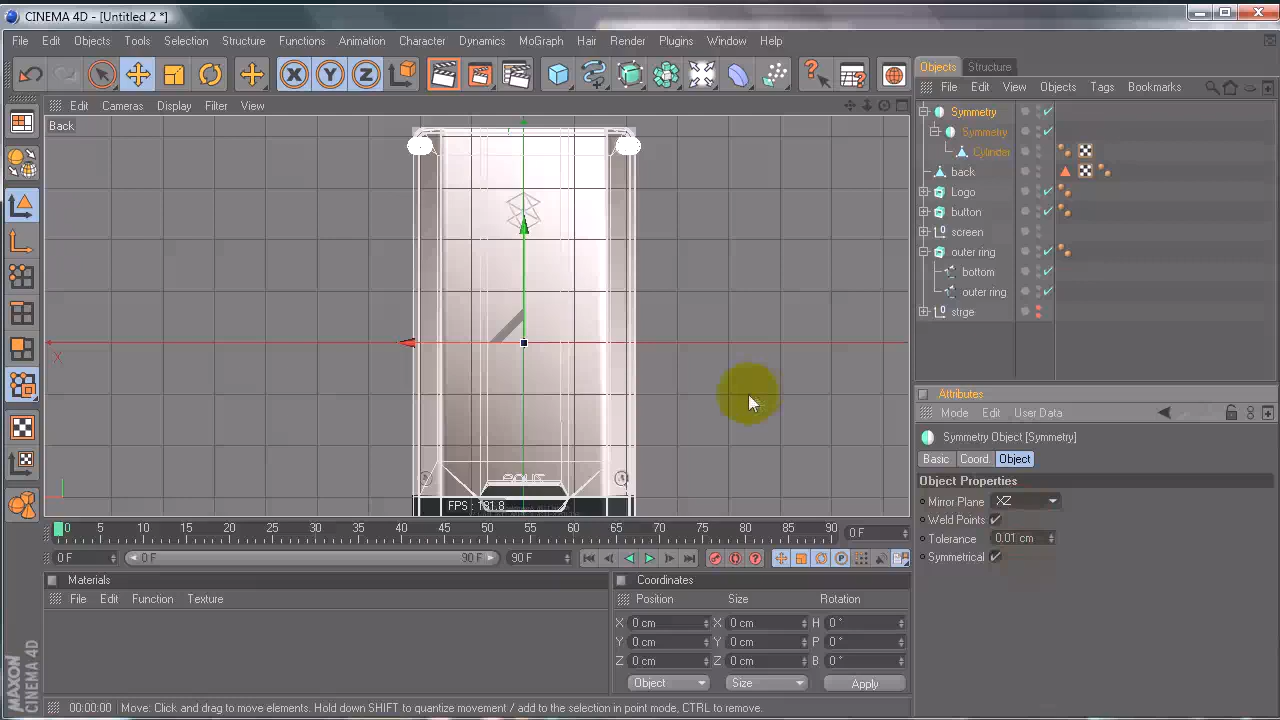 CINEMA 4D - [Untitled 2 *]
File Edit Objects Tools Selection Structure Functions Animation Character Dynamics MoGraph Hair Render Plugins Window Help
X Y Z
Objects Structure
File Edit View Objects Tags Bookmarks
Edit Cameras Display Filter View
Back
Symmetry
Symmetry
Cylinder
back
Logo
button
screen
outer ring
bottom
outer ring
strge
X
FPS : 181.8
Attributes
Mode Edit User Data
Symmetry Object [Symmetry]
Basic Coord. Object
Object Properties
Mirror Plane XZ
Weld Points
Tolerance 0.01 cm
Symmetrical
0 5 10 15 20 25 30 35 40 45 50 55 60 65 70 75 80 85 90 0 F
0 F 0 F 90 F 90 F
Materials
File Edit Function Texture
Coordinates
Position Size Rotation
X 0 cm X 0 cm H 0 °
Y 0 cm Y 0 cm P 0 °
Z 0 cm Z 0 cm B 0 °
Object Size Apply
MAXON
CINEMA 4D
00:00:00 Move: Click and drag to move elements. Hold down SHIFT to quantize movement / add to the selection in point mode, CTRL to remove.